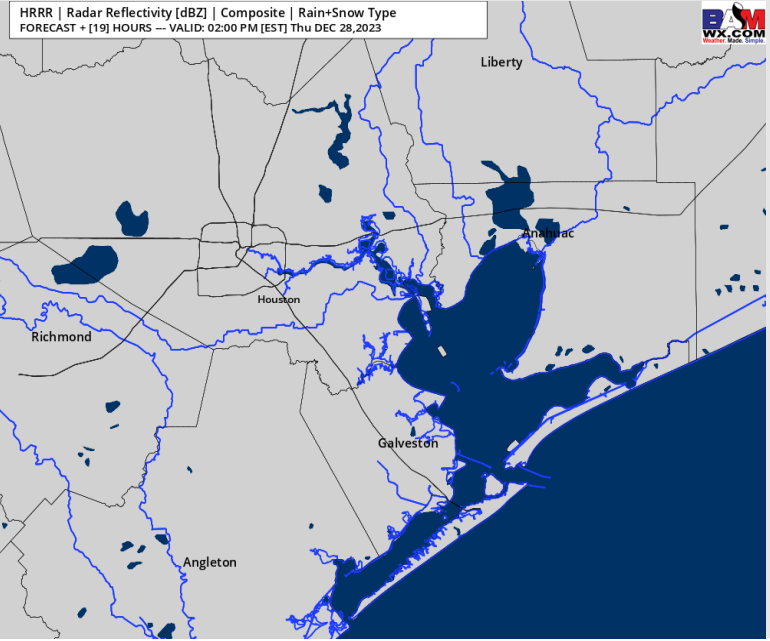 HRRR | Radar Reflectivity [dBZ] | Composite | Rain+Snow Type
FORECAST + [19] HOURS --- VALID: 02:00 PM [EST] Thu DEC 28,2023
BAM
WX.COM
Weather. Made. Simple.
Liberty
Anahuac
Houston
Richmond
Galveston
Angleton